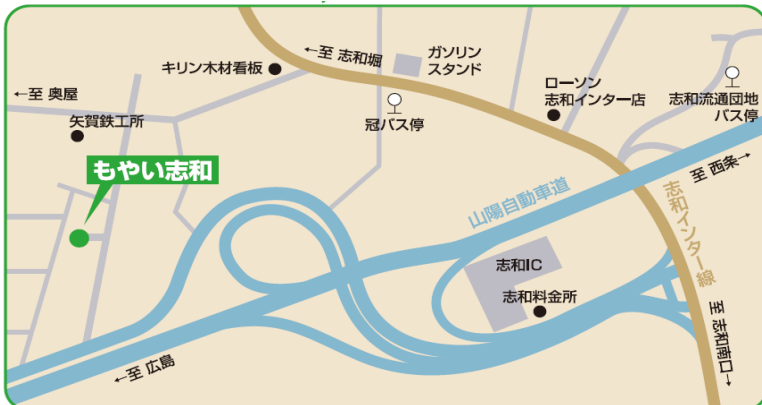 ←至 志和堀
ガソリン
スタンド
キリン木材看板
←至 奥屋
矢賀鉄工所
冠バス停
ローソン
志和インター店
志和流通団地
バス停
もやい志和
至 西条→
山陽自動車道
志和インター線
志和IC
志和料金所
至 志和南口→
←至 広島